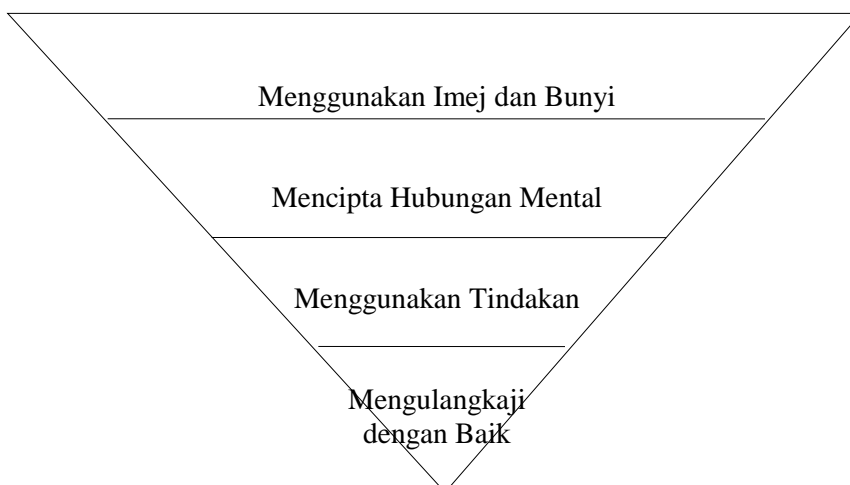 Menggunakan Imej dan Bunyi
Mencipta Hubungan Mental
Menggunakan Tindakan
Mengulangkaji
dengan Baik